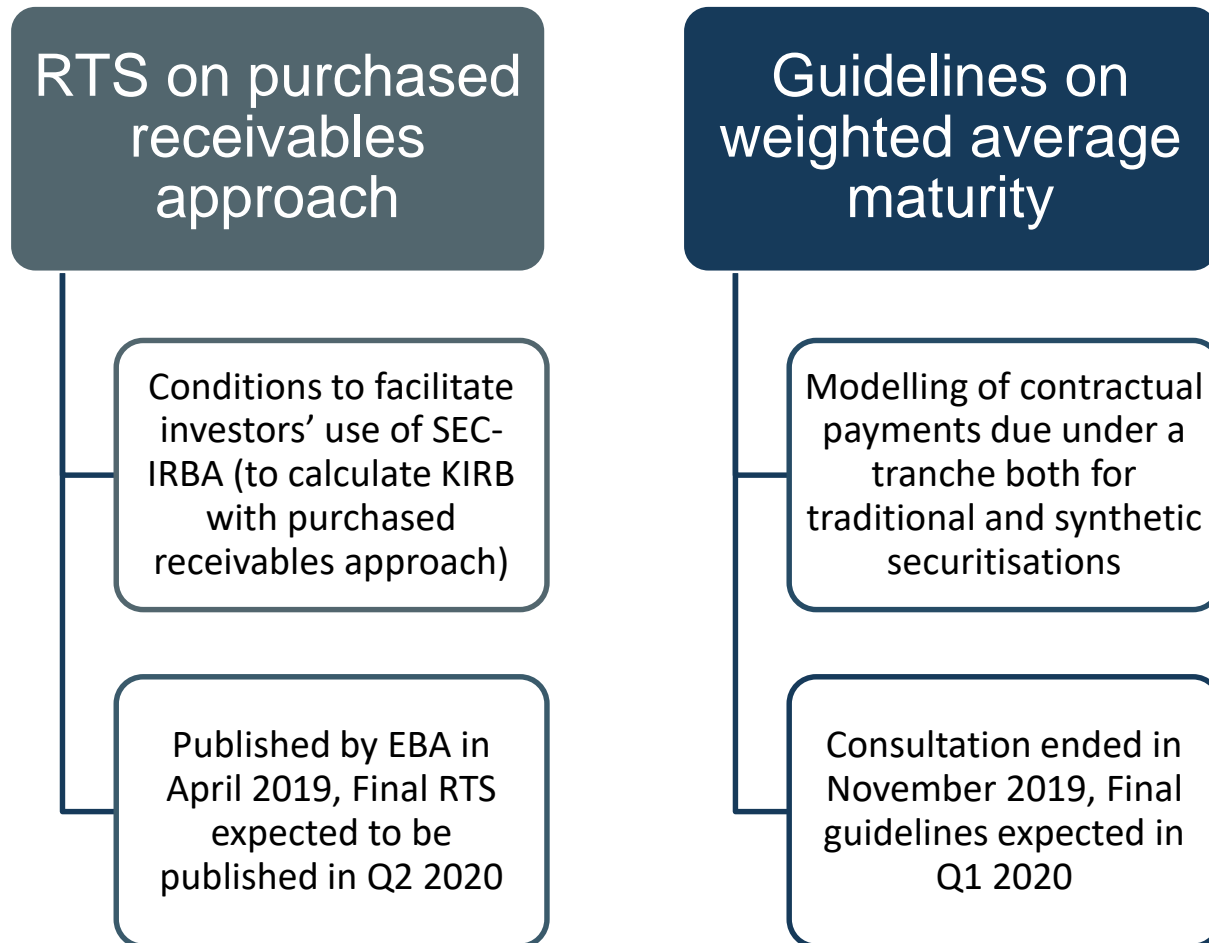 RTS on purchased
receivables
approach
Conditions to facilitate
investors’ use of SEC-
IRBA (to calculate KIRB
with purchased
receivables approach)
Published by EBA in
April 2019, Final RTS
expected to be
published in Q2 2020
Guidelines on
weighted average
maturity
Modelling of contractual
payments due under a
tranche both for
traditional and synthetic
securitisations
Consultation ended in
November 2019, Final
guidelines expected in
Q1 2020